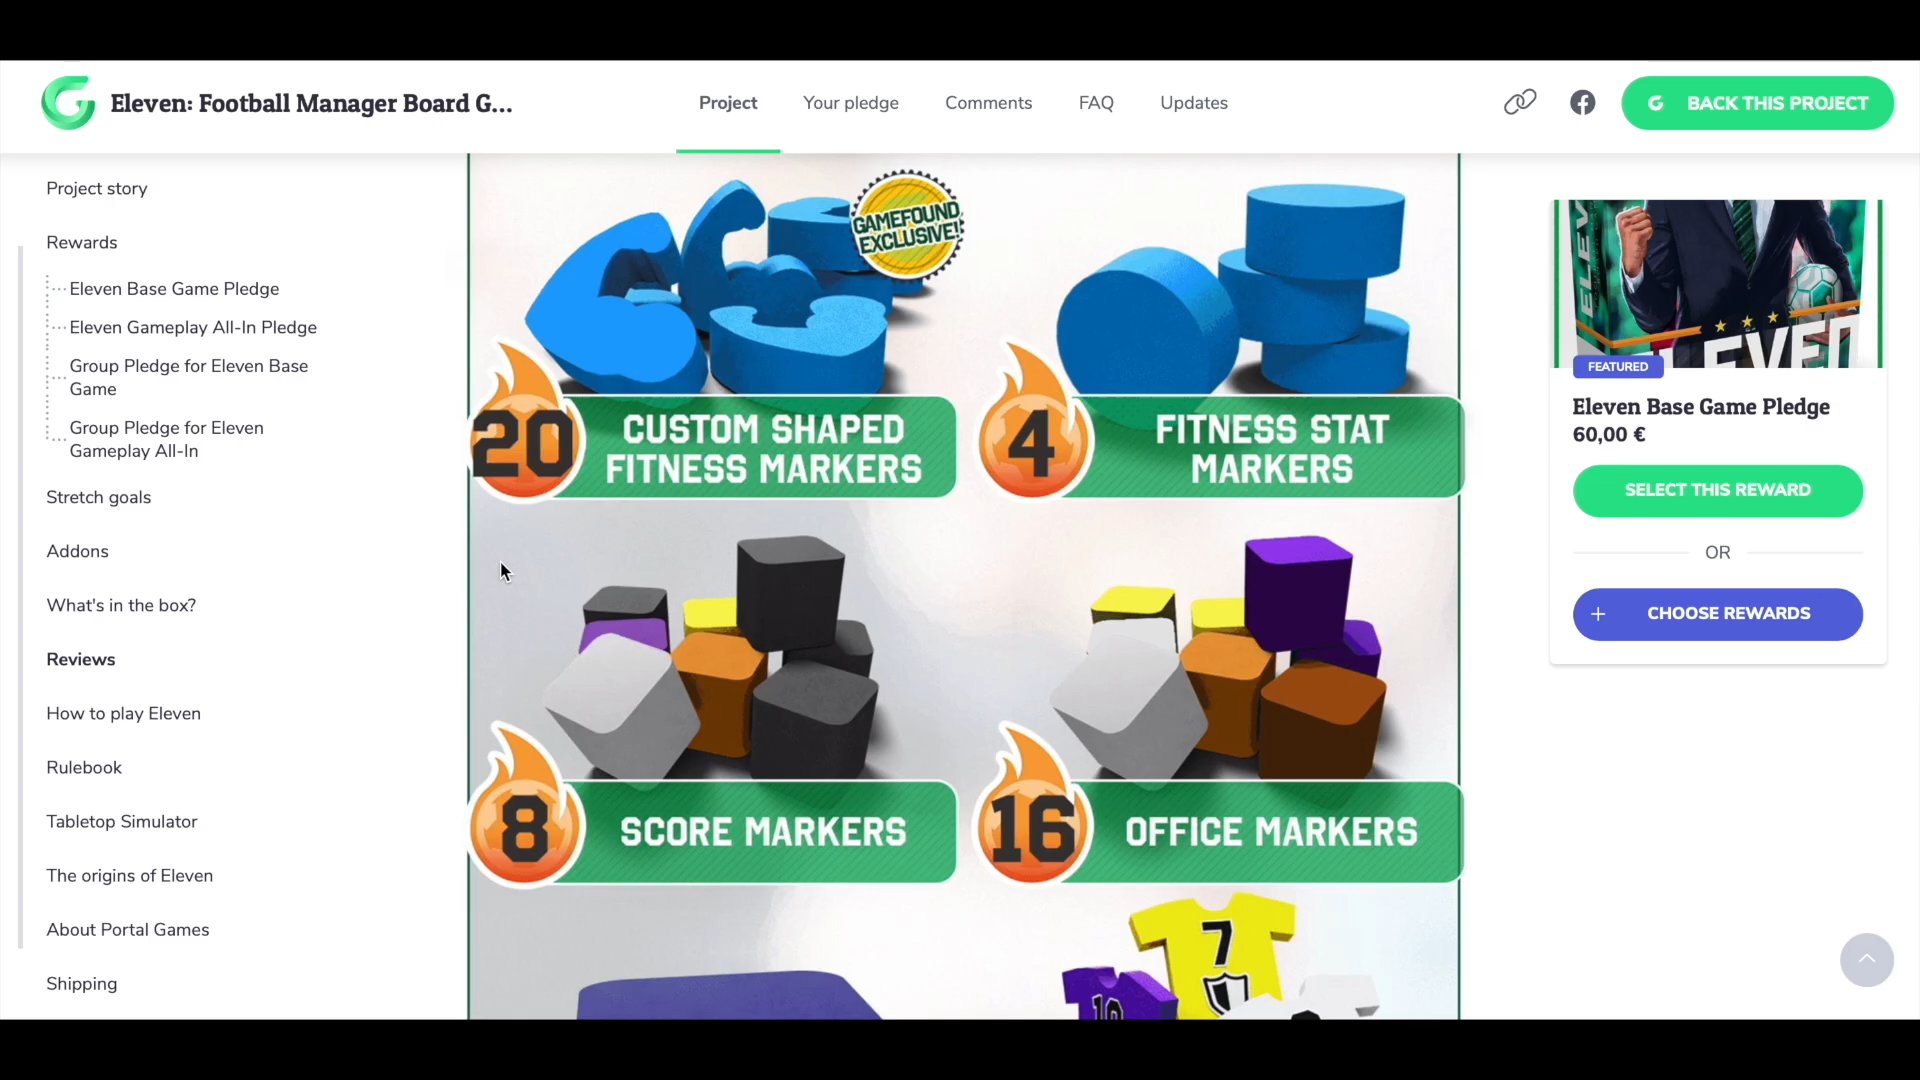 Eleven: Football Manager Board G...
Project
Your pledge
Comments
FAQ
Updates
BACK THIS PROJECT
Project story
Rewards
Eleven Base Game Pledge
Eleven Gameplay All-In Pledge
Group Pledge for Eleven Base
Game
Group Pledge for Eleven
Gameplay All-In
Stretch goals
Addons
What's in the box?
Reviews
How to play Eleven
Rulebook
Tabletop Simulator
The origins of Eleven
About Portal Games
Shipping
GAMEFOUND
EXCLUSIVE!
20
CUSTOM SHAPED
FITNESS MARKERS
4
FITNESS STAT
MARKERS
8
SCORE MARKERS
16
OFFICE MARKERS
7
10
ELEVEN
FEATURED
Eleven Base Game Pledge
60,00 €
SELECT THIS REWARD
OR
+ CHOOSE REWARDS